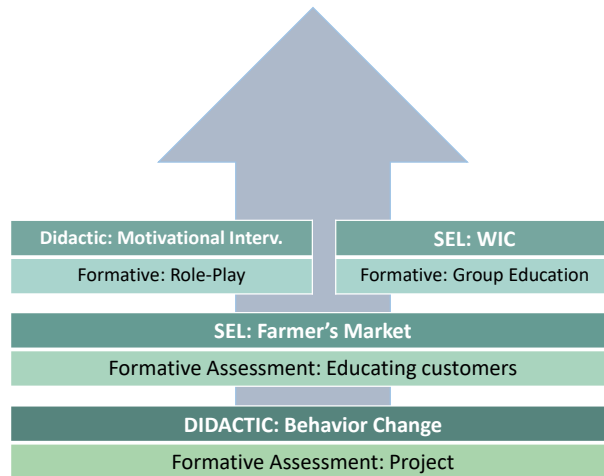 Didactic: Motivational Interv.
Formative: Role-Play
SEL: WIC
Formative: Group Education
SEL: Farmer’s Market
Formative Assessment: Educating customers
DIDACTIC: Behavior Change
Formative Assessment: Project